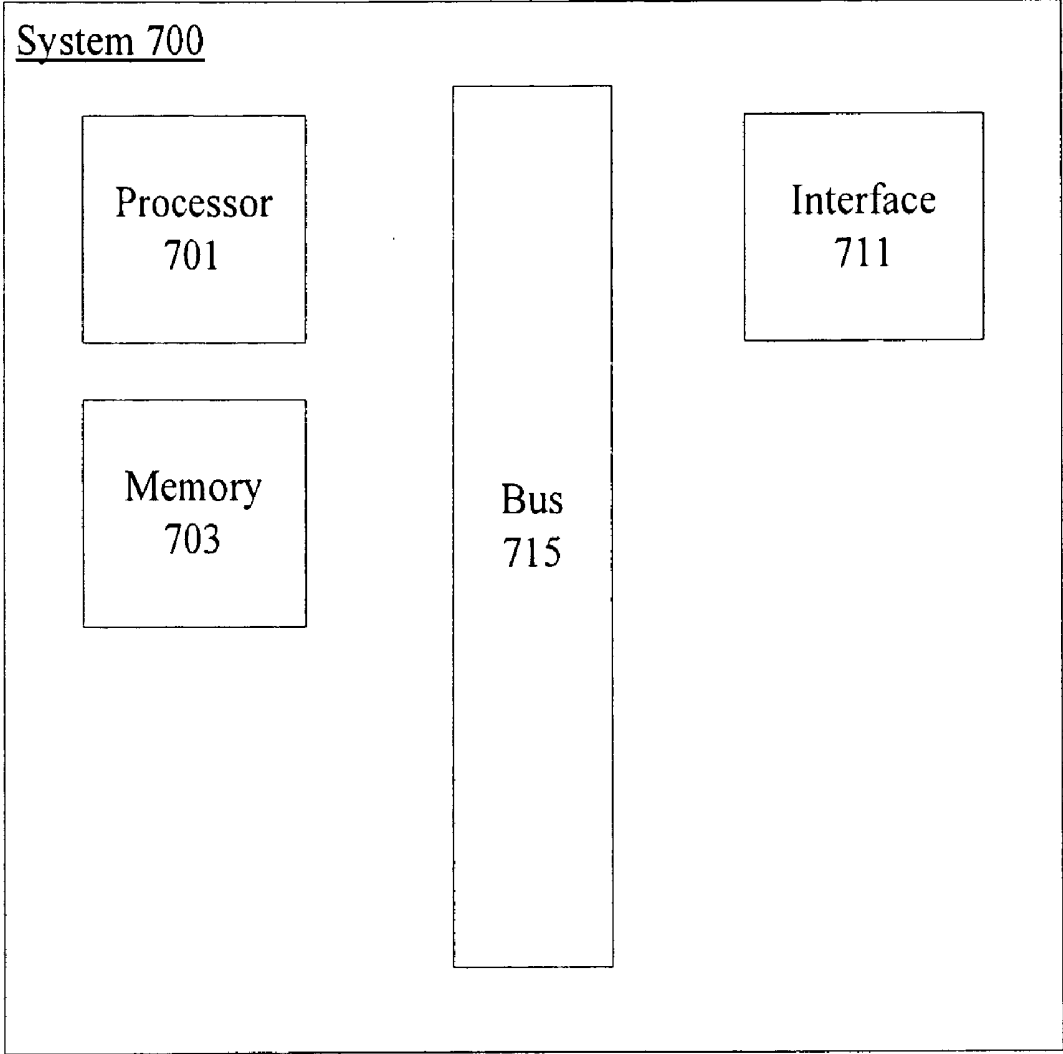 System 700
Processor
701
Interface
711
Memory
703
Bus
715